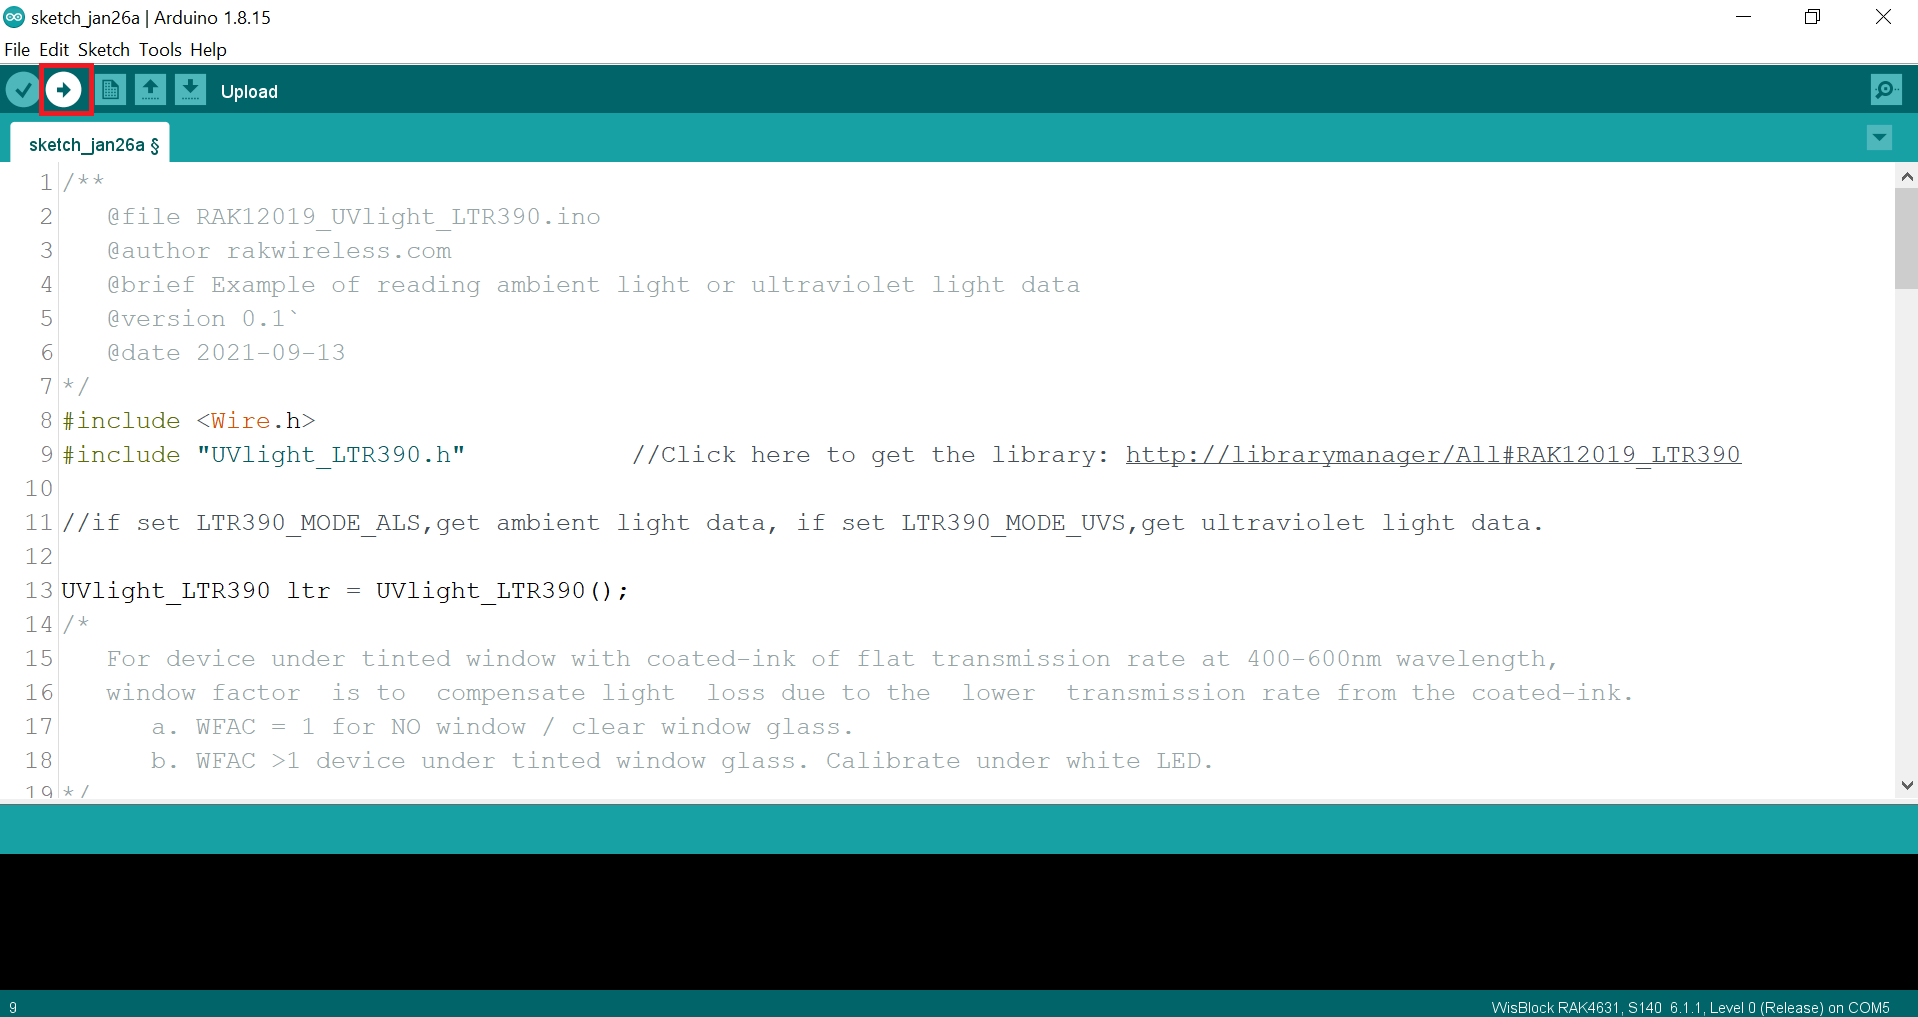 sketch_jan26a | Arduino 1.8.15
File Edit Sketch Tools Help
Upload
sketch_jan26a §
1 /**
2 @file RAK12019_UVlight_LTR390.ino
3 @author rakwireless.com
4 @brief Example of reading ambient light or ultraviolet light data
5 @version 0.1`
6 @date 2021-09-13
7 */
8 #include <Wire.h>
9 #include "UVlight_LTR390.h" //Click here to get the library: http://librarymanager/All#RAK12019_LTR390
10
11 //if set LTR390_MODE_ALS,get ambient light data, if set LTR390_MODE_UVS,get ultraviolet light data.
12
13 UVlight_LTR390 ltr = UVlight_LTR390();
14 /*
15 For device under tinted window with coated-ink of flat transmission rate at 400-600nm wavelength,
16 window factor is to compensate light loss due to the lower transmission rate from the coated-ink.
17 a. WFAC = 1 for NO window / clear window glass.
18 b. WFAC >1 device under tinted window glass. Calibrate under white LED.
19 */
9
WisBlock RAK4631, S140 6.1.1, Level 0 (Release) on COM5